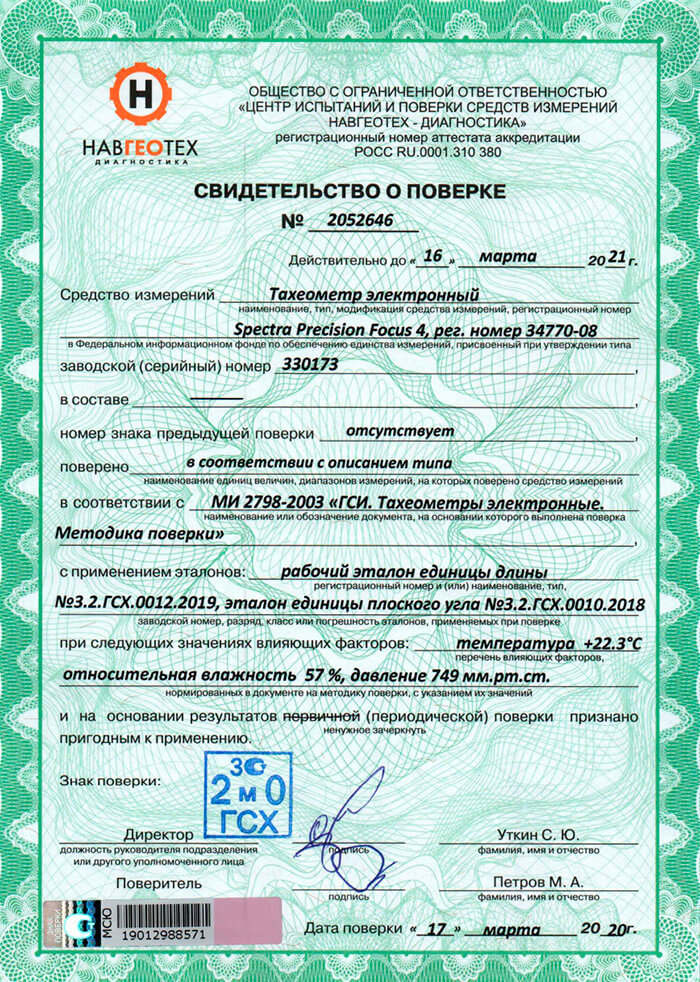 Н
НАВГЕОТЕХ
ДИАГНОСТИКА
ОБЩЕСТВО С ОГРАНИЧЕННОЙ ОТВЕТСТВЕННОСТЬЮ
«ЦЕНТР ИСПЫТАНИЙ И ПОВЕРКИ СРЕДСТВ ИЗМЕРЕНИЙ
НАВГЕОТЕХ - ДИАГНОСТИКА»
регистрационный номер аттестата аккредитации
РОСС RU.0001.310 380
СВИДЕТЕЛЬСТВО О ПОВЕРКЕ
№ 2052646
Действительно до «16» марта 2021 г.
Средство измерений Тахеометр электронный
наименование, тип, модификация средства измерений, регистрационный номер
Spectra Precision Focus 4, рег. номер 34770-08
в Федеральном информационном фонде по обеспечению единства измерений, присвоенный при утверждении типа
заводской (серийный) номер 330173,
в составе ,
номер знака предыдущей поверки отсутствует,
поверено в соответствии с описанием типа
наименование единиц величин, диапазонов измерений, на которых поверено средство измерений
в соответствии с МИ 2798-2003 «ГСИ. Тахеометры электронные.
наименование или обозначение документа, на основании которого выполнена поверка
Методика поверки»,
с применением эталонов: рабочий эталон единицы длины
регистрационный номер и (или) наименование, тип,
№3.2.ГСХ.0012.2019, эталон единицы плоского угла №3.2.ГСХ.0010.2018
заводской номер, разряд, класс или погрешность эталонов, применяемых при поверке
при следующих значениях влияющих факторов: температура +22.3°С
перечень влияющих факторов,
относительная влажность 57 %, давление 749 мм.рт.ст.
нормированных в документе на методику поверки, с указанием их значений
и на основании результатов первичной (периодической) поверки признано
ненужное зачеркнуть
пригодным к применению.
Знак поверки:
3
2 м 0
ГСХ
Директор Уткин С. Ю.
должность руководителя подразделения
или другого уполномоченного лица
подпись
фамилия, имя и отчество
Поверитель Петров М. А.
подпись
фамилия, имя и отчество
ЗНАК ПОВЕРКИ
МСЮ
19012988571
Дата поверки «17» марта 2020 г.